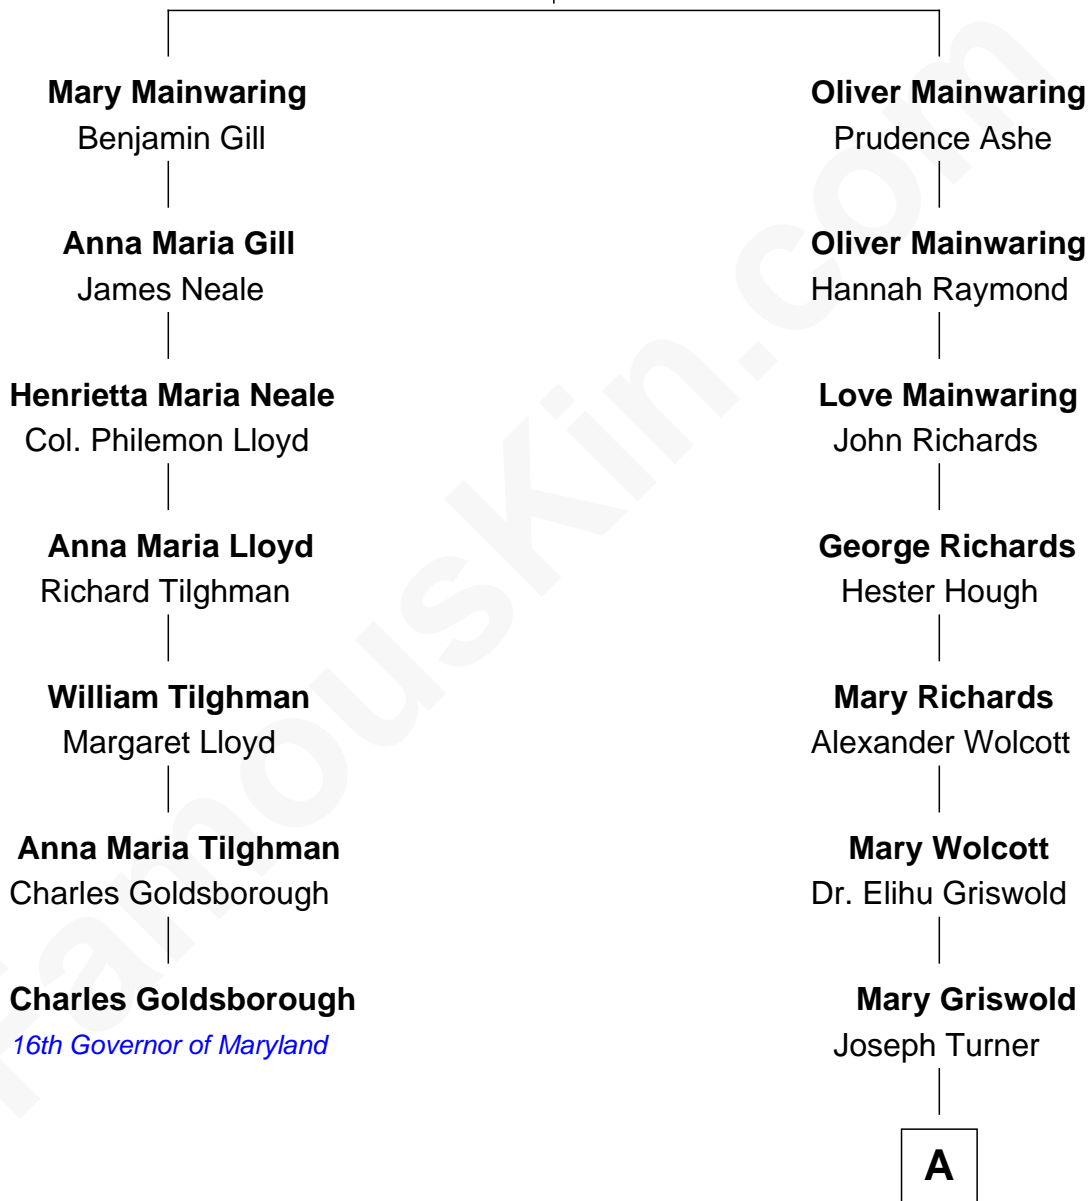 Mary Mainwaring
Benjamin Gill
Anna Maria Gill
James Neale
Henrietta Maria Neale
Col. Philemon Lloyd
Anna Maria Lloyd
Richard Tilghman
William Tilghman
Margaret Lloyd
Anna Maria Tilghman
Charles Goldsborough
Charles Goldsborough
16th Governor of Maryland
Oliver Mainwaring
Prudence Ashe
Oliver Mainwaring
Hannah Raymond
Love Mainwaring
John Richards
George Richards
Hester Hough
Mary Richards
Alexander Wolcott
Mary Wolcott
Dr. Elihu Griswold
Mary Griswold
Joseph Turner
A
FamousKin.com